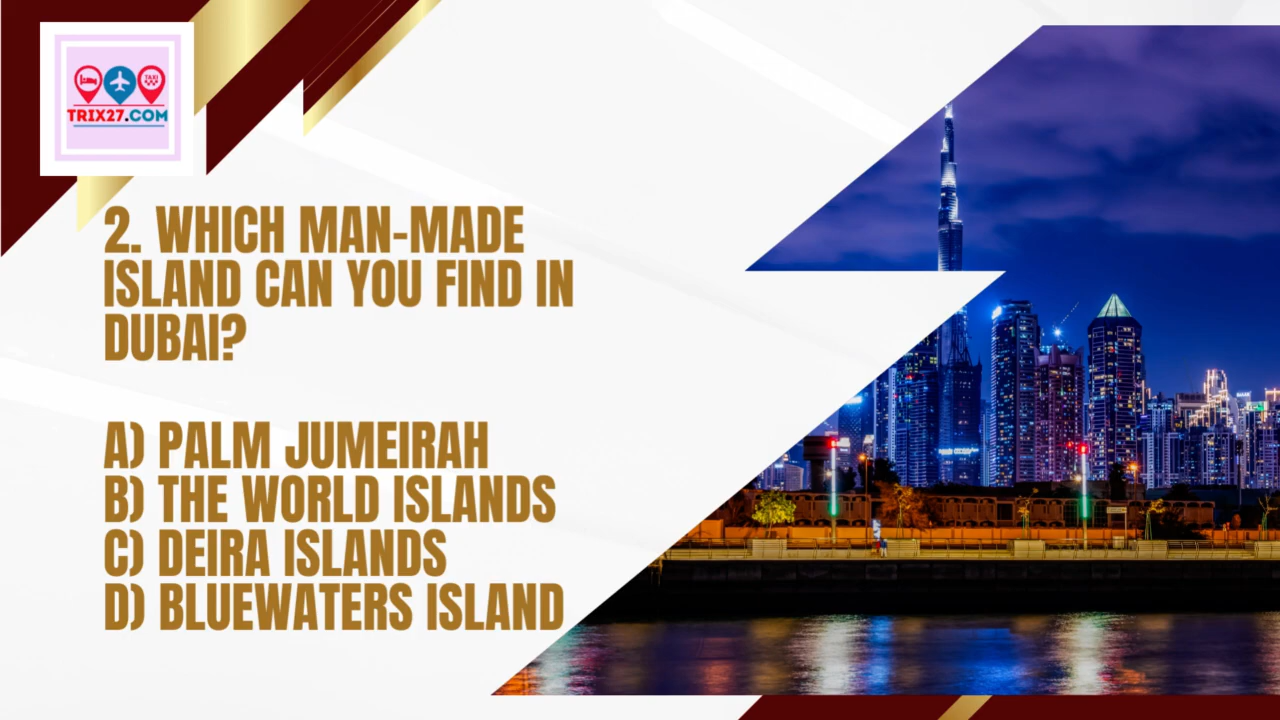 TAXI
TRIX27.COM
2. WHICH MAN-MADE
ISLAND CAN YOU FIND IN
DUBAI?
A) PALM JUMEIRAH
B) THE WORLD ISLANDS
C) DEIRA ISLANDS
D) BLUEWATERS ISLAND